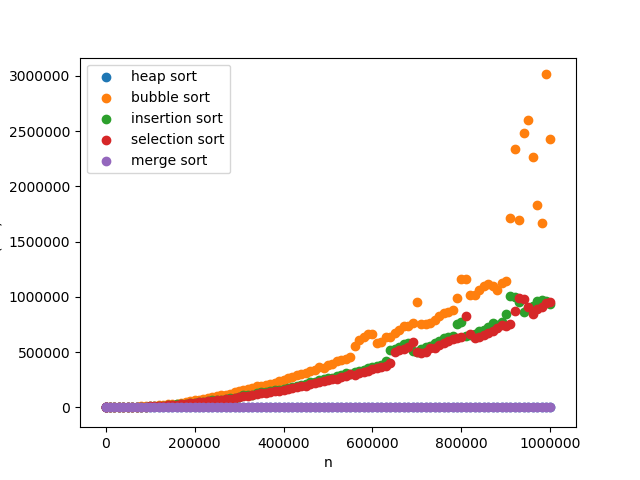 heap sort
bubble sort
insertion sort
selection sort
merge sort
3000000
2500000
2000000
1500000
1000000
500000
0
0
200000
400000
600000
800000
1000000
n